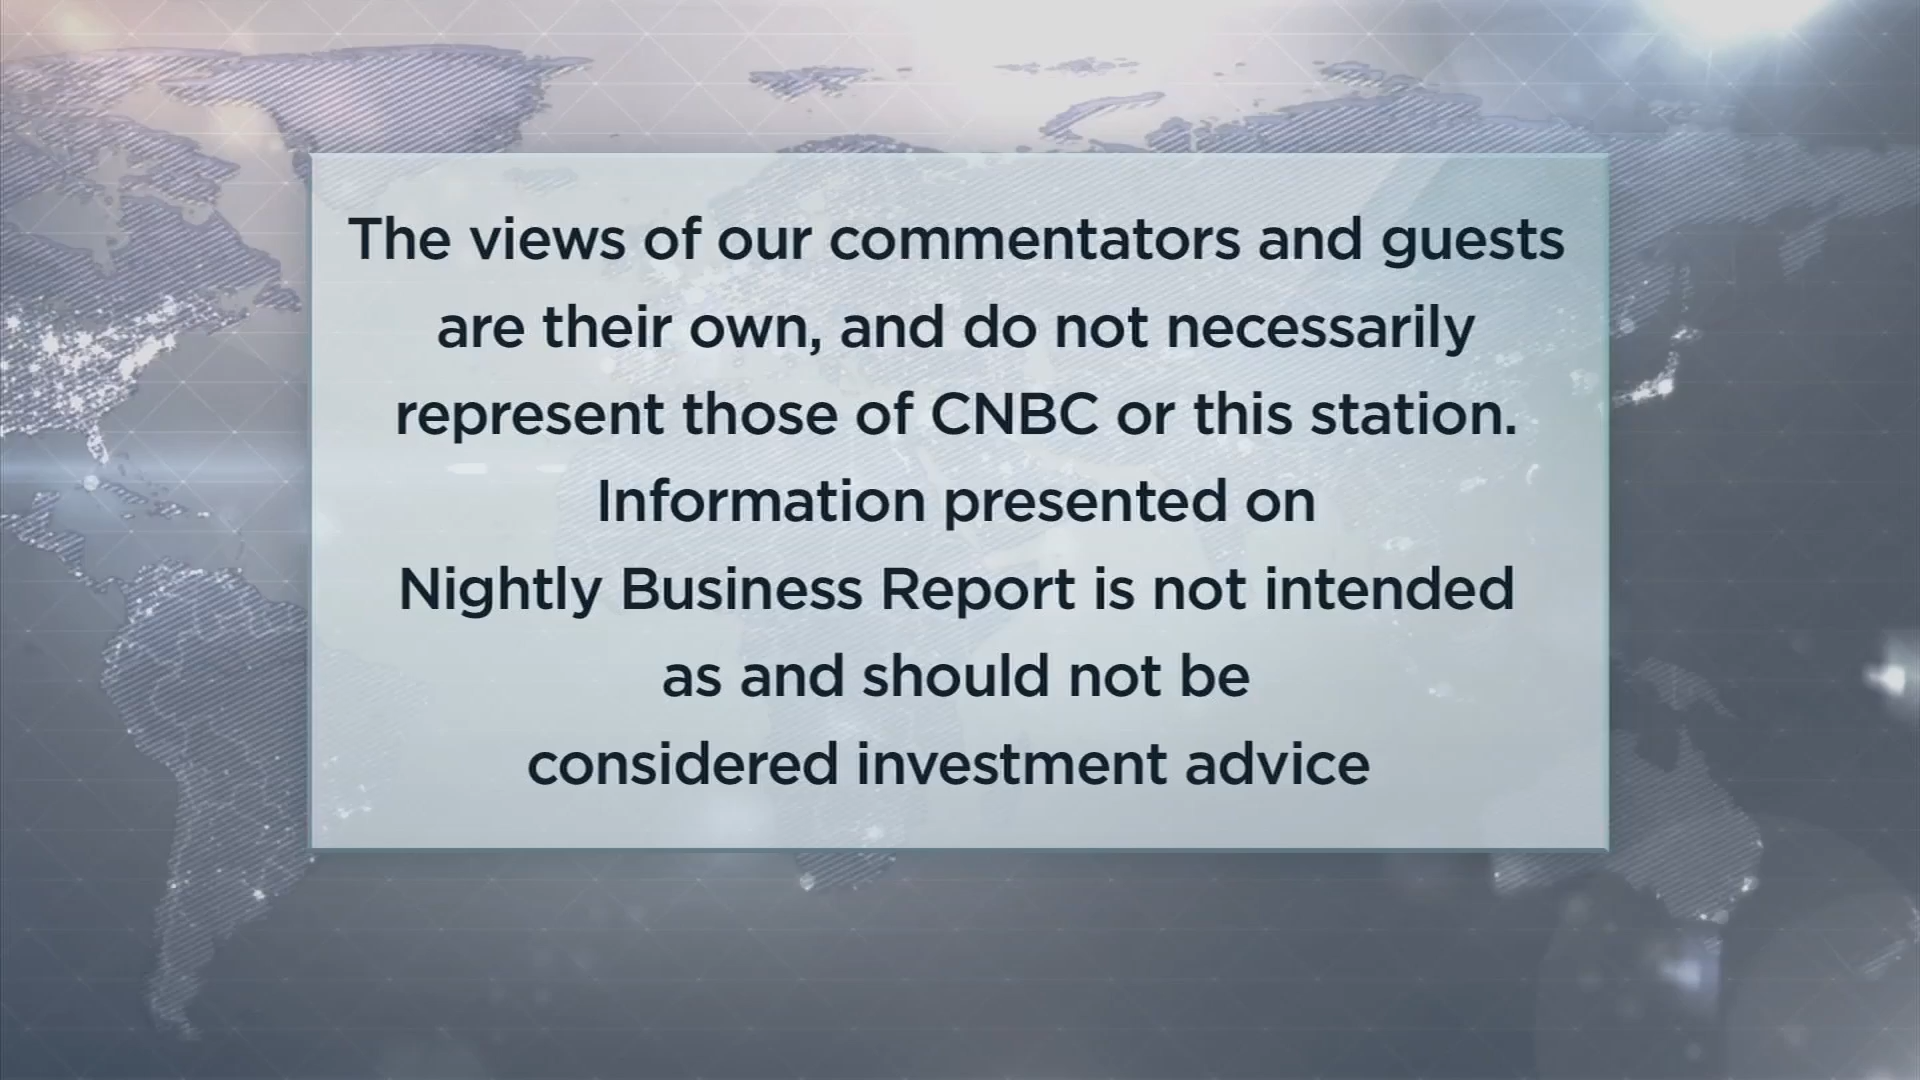 The views of our commentators and guests
are their own, and do not necessarily
represent those of CNBC or this station.
Information presented on
Nightly Business Report is not intended
as and should not be
considered investment advice